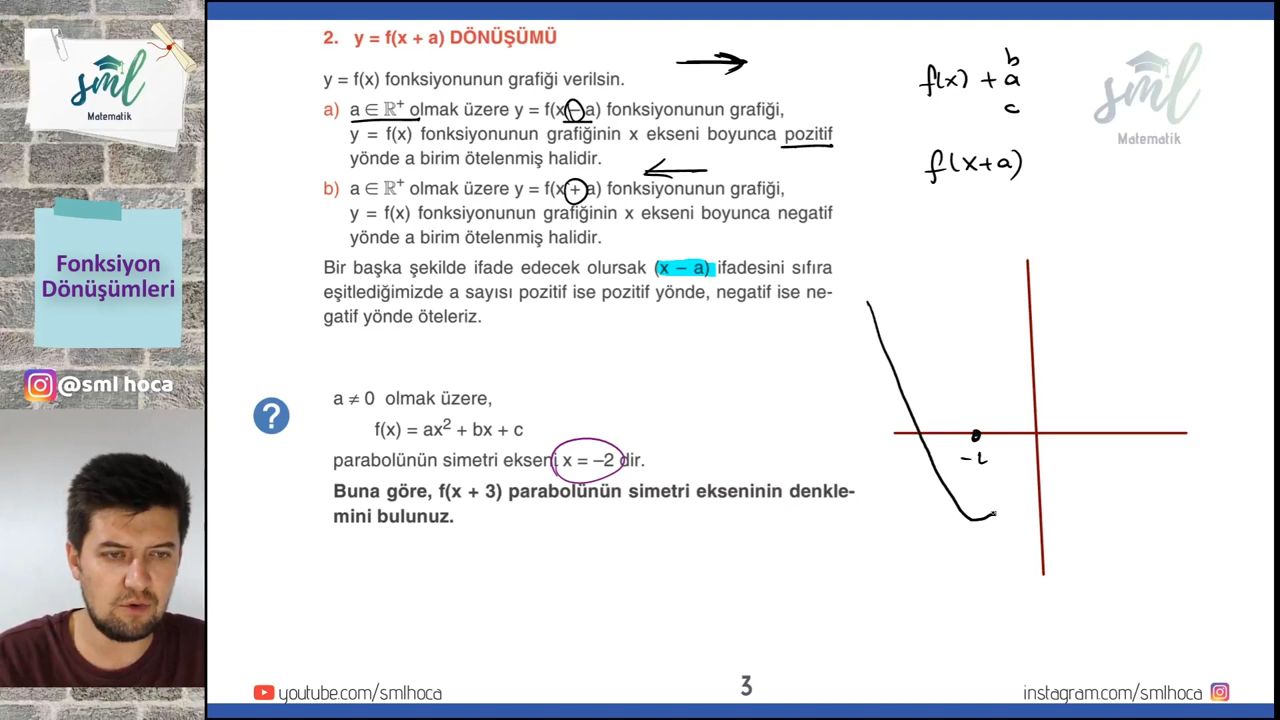 sml
Matematik
Fonksiyon
Dönüşümleri
@sml hoca
2. y = f(x + a) DÖNÜŞÜMÜ
y = f(x) fonksiyonunun grafiği verilsin.
a) a ∈ ℝ⁺ olmak üzere y = f(x − a) fonksiyonunun grafiği,
y = f(x) fonksiyonunun grafiğinin x ekseni boyunca pozitif
yönde a birim ötelenmiş halidir.
b) a ∈ ℝ⁺ olmak üzere y = f(x + a) fonksiyonunun grafiği,
y = f(x) fonksiyonunun grafiğinin x ekseni boyunca negatif
yönde a birim ötelenmiş halidir.
Bir başka şekilde ifade edecek olursak (x − a) ifadesini sıfıra
eşitlediğimizde a sayısı pozitif ise pozitif yönde, negatif ise ne-
gatif yönde öteleriz.
?
a ≠ 0 olmak üzere,
f(x) = ax² + bx + c
parabolünün simetri ekseni x = −2 dir.
Buna göre, f(x + 3) parabolünün simetri ekseninin denkle-
mini bulunuz.
b
f(x) + a
c
f(x+a)
sml
Matematik
-2
youtube.com/smlhoca
3
instagram.com/smlhoca